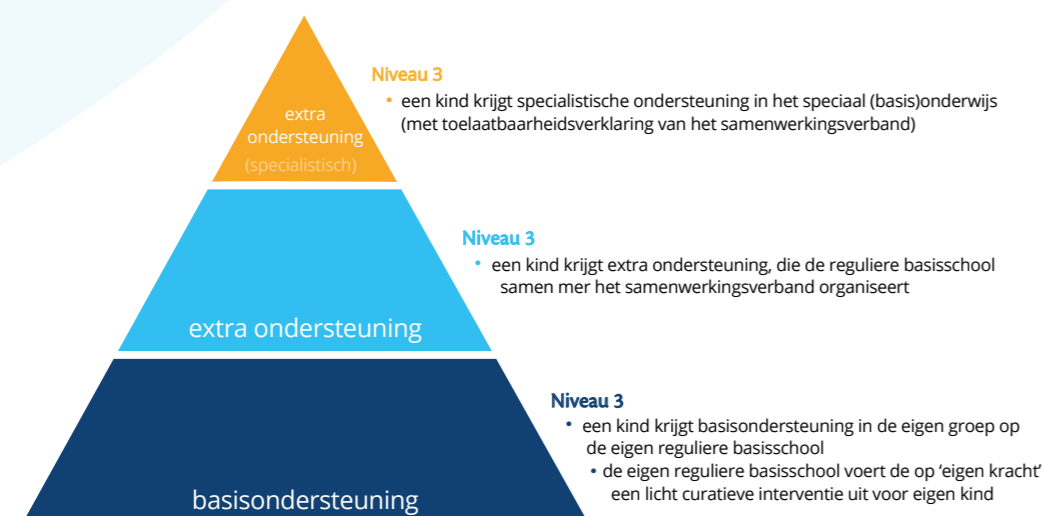 Niveau 3
• een kind krijgt specialistische ondersteuning in het speciaal (basis)onderwijs
(met toelaatbaarheidsverklaring van het samenwerkingsverband)
extra
ondersteuning
(specialistisch)
Niveau 3
• een kind krijgt extra ondersteuning, die de reguliere basisschool
samen mer het samenwerkingsverband organiseert
extra ondersteuning
Niveau 3
• een kind krijgt basisondersteuning in de eigen groep op
de eigen reguliere basisschool
• de eigen reguliere basisschool voert de op ‘eigen kracht’
een licht curatieve interventie uit voor eigen kind
basisondersteuning